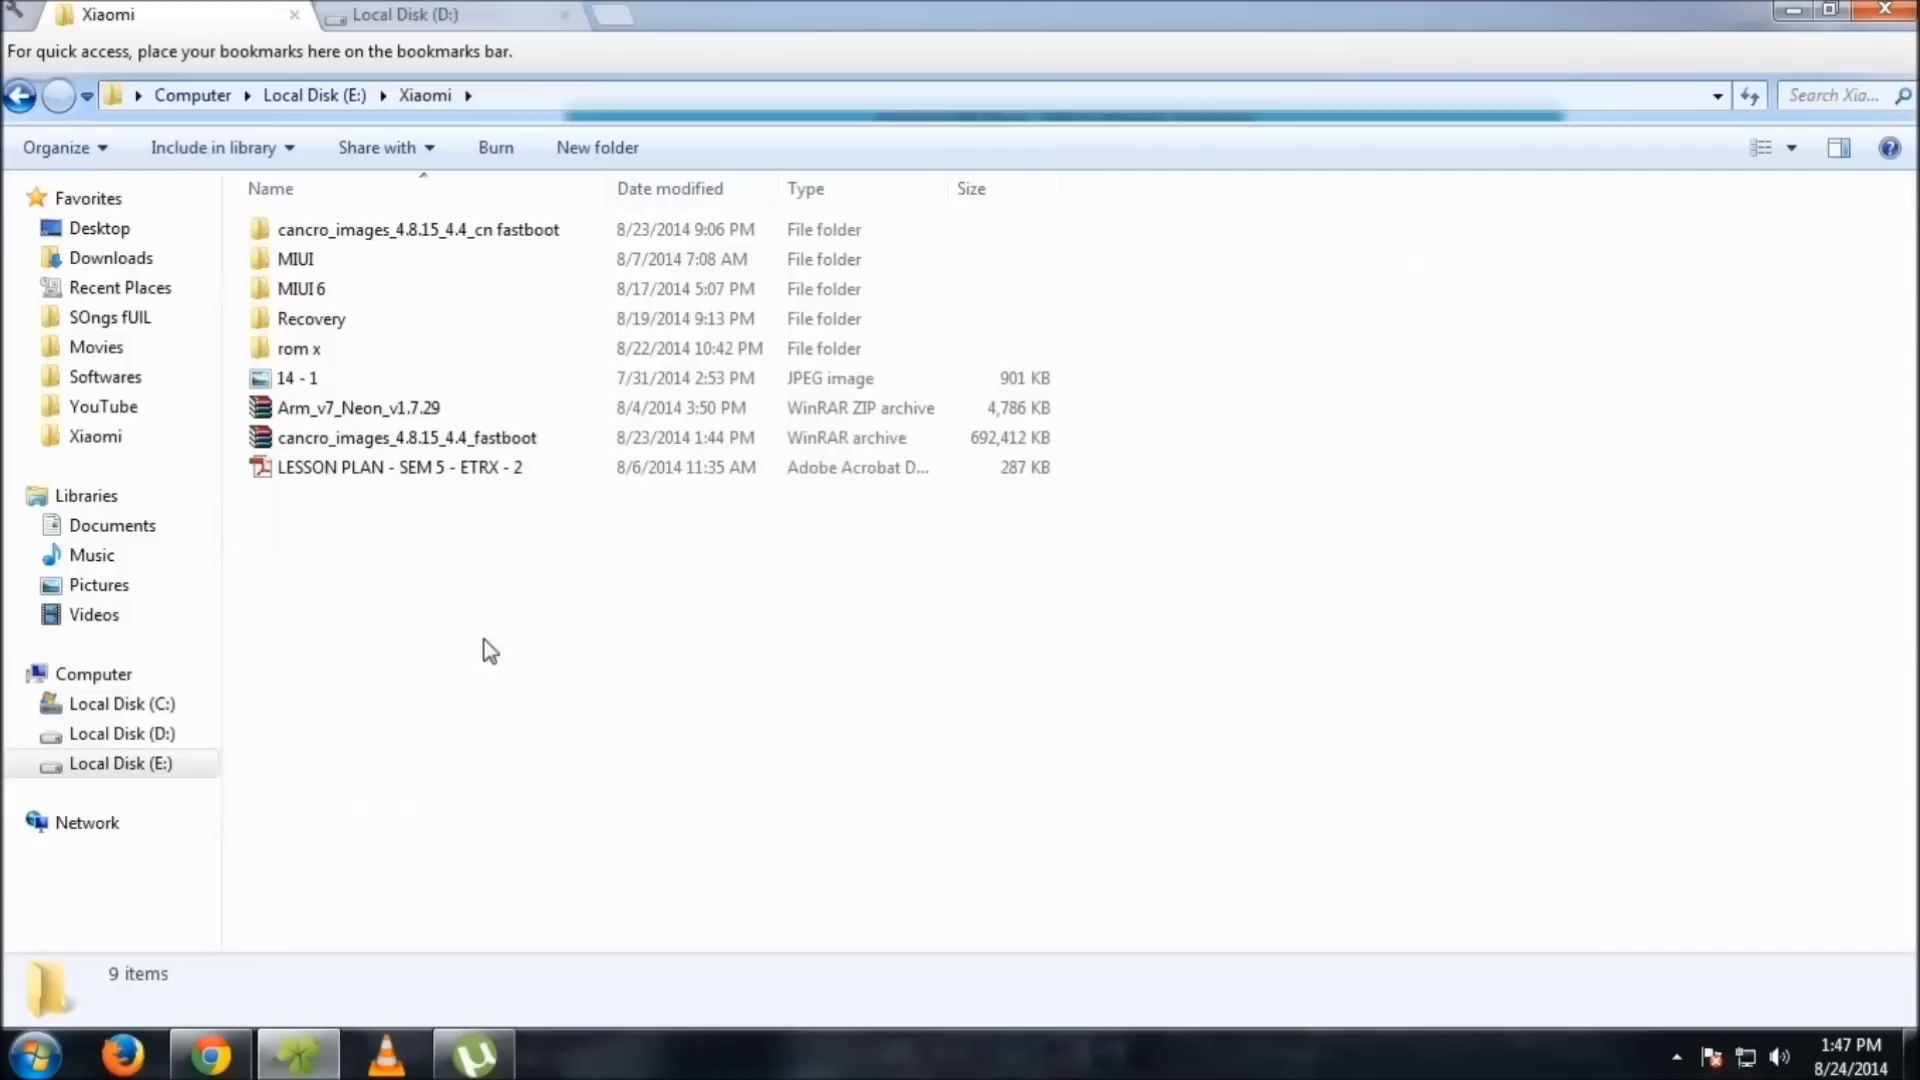 Xiaomi
Local Disk (D:)
For quick access, place your bookmarks here on the bookmarks bar.
Computer Local Disk (E:) Xiaomi
Search Xia...
Organize Include in library Share with Burn New folder
Name Date modified Type Size
cancro_images_4.8.15_4.4_cn fastboot 8/23/2014 9:06 PM File folder
MIUI 8/7/2014 7:08 AM File folder
MIUI 6 8/17/2014 5:07 PM File folder
Recovery 8/19/2014 9:13 PM File folder
rom x 8/22/2014 10:42 PM File folder
14 - 1 7/31/2014 2:53 PM JPEG image 901 KB
Arm_v7_Neon_v1.7.29 8/4/2014 3:50 PM WinRAR ZIP archive 4,786 KB
cancro_images_4.8.15_4.4_fastboot 8/23/2014 1:44 PM WinRAR archive 692,412 KB
LESSON PLAN - SEM 5 - ETRX - 2 8/6/2014 11:35 AM Adobe Acrobat D... 287 KB
Favorites
Desktop
Downloads
Recent Places
SOngs fUlL
Movies
Softwares
YouTube
Xiaomi
Libraries
Documents
Music
Pictures
Videos
Computer
Local Disk (C:)
Local Disk (D:)
Local Disk (E:)
Network
9 items
1:47 PM
8/24/2014